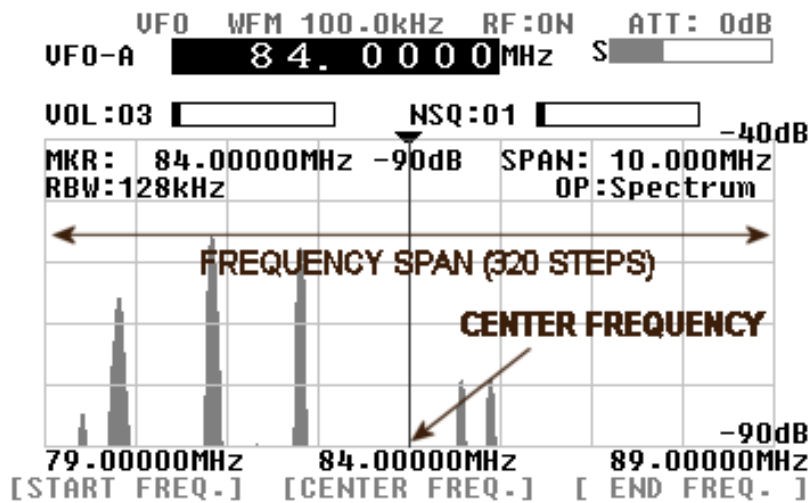 VFO WFM 100.0kHz RF:ON ATT: 0dB
VFO-A 84. 0000MHz S
VOL:03 NSQ:01
-40dB
MKR: 84.00000MHz -90dB SPAN: 10.000MHz
RBW:128kHz OP:Spectrum
FREQUENCY SPAN (320 STEPS)
CENTER FREQUENCY
-90dB
79.00000MHz 84.00000MHz 89.00000MHz
[START FREQ.] [CENTER FREQ.] [ END FREQ. ]